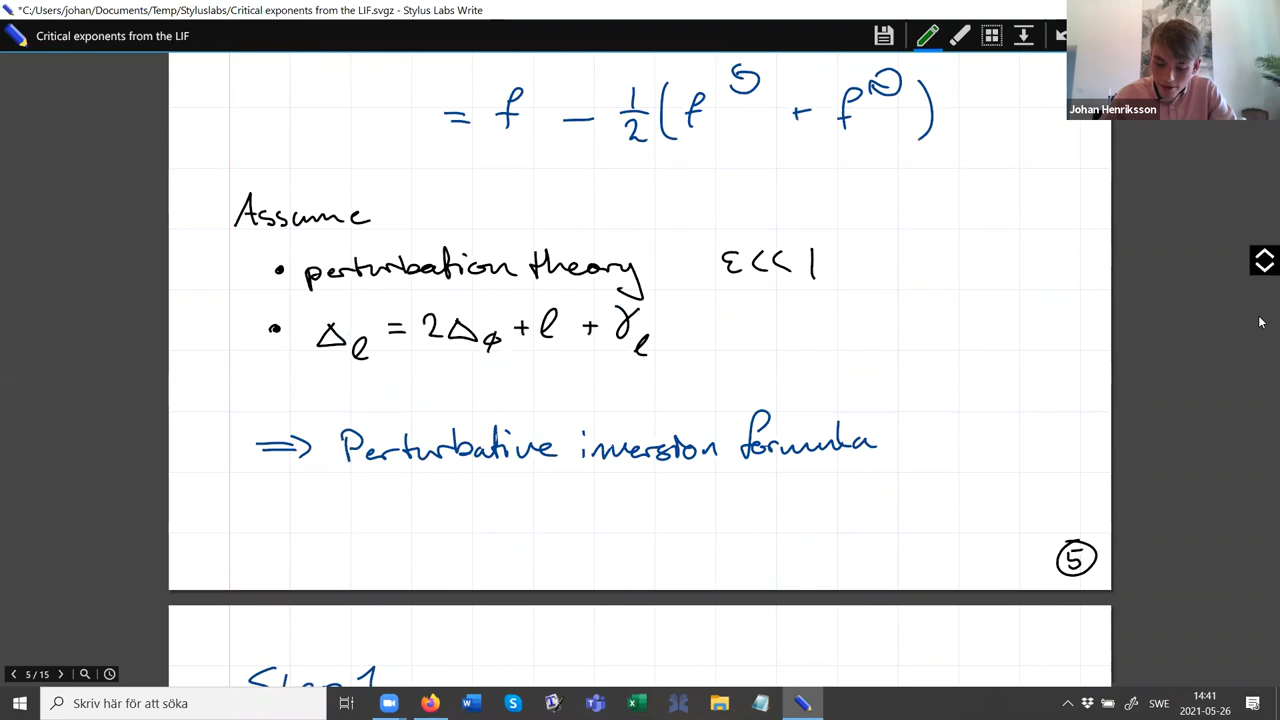 *C:/Users/johan/Documents/Temp/Styluslabs/Critical exponents from the LIF.svgz - Stylus Labs Write
Critical exponents from the LIF
Johan Henriksson
= f - 1/2 (f^↺ + f^↻)
Assume
• perturbation theory ε << 1
• Δ_ℓ = 2Δ_φ + ℓ + γ_ℓ
⟹ Perturbative inversion formula
5
Step 1
5 / 15
Skriv här för att söka
SWE
14:41
2021-05-26